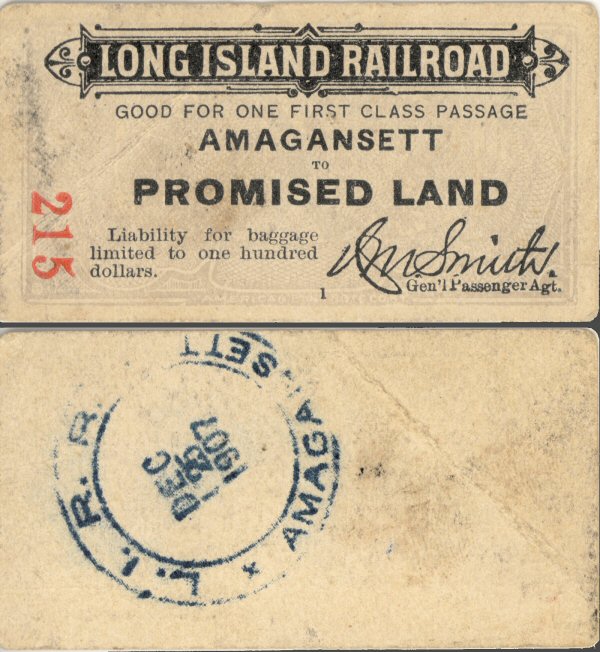 LONG ISLAND RAILROAD
GOOD FOR ONE FIRST CLASS PASSAGE
AMAGANSETT
TO
PROMISED LAND
215
Liability for baggage
limited to one hundred
dollars.
H M Smith.
Gen'l Passenger Agt.
1
L. I. R. R.
AMAGANSETT
DEC
1907